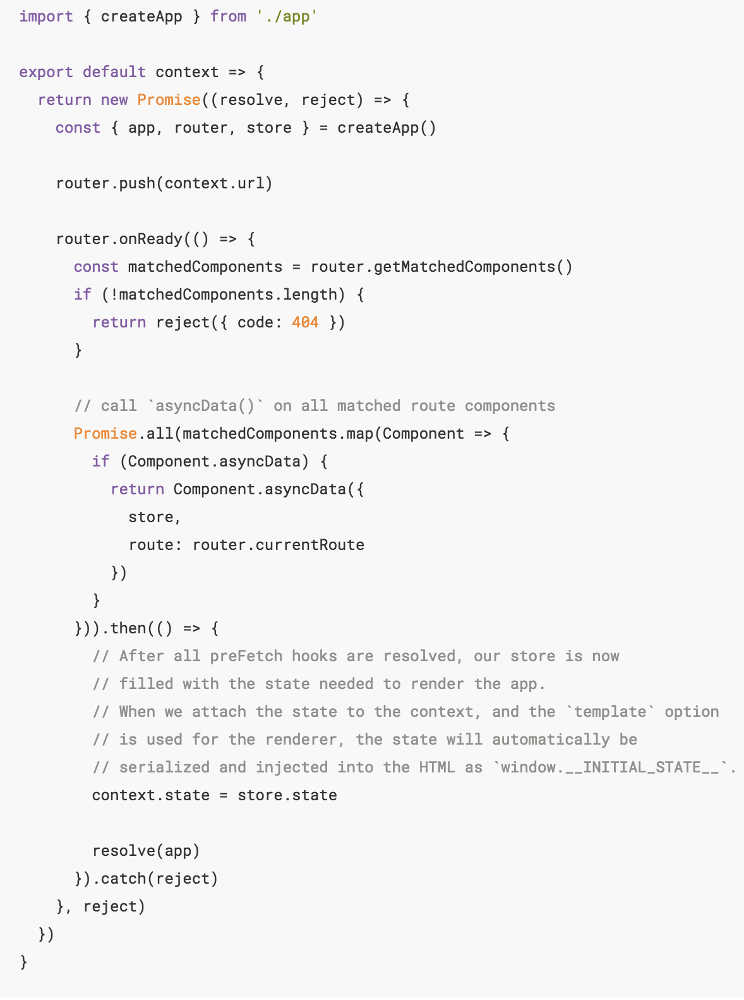 import { createApp } from './app'
export default context => {
  return new Promise((resolve, reject) => {
    const { app, router, store } = createApp()
    router.push(context.url)
    router.onReady(() => {
      const matchedComponents = router.getMatchedComponents()
      if (!matchedComponents.length) {
        return reject({ code: 404 })
      }
      // call `asyncData()` on all matched route components
      Promise.all(matchedComponents.map(Component => {
        if (Component.asyncData) {
          return Component.asyncData({
            store,
            route: router.currentRoute
          })
        }
      })).then(() => {
        // After all preFetch hooks are resolved, our store is now
        // filled with the state needed to render the app.
        // When we attach the state to the context, and the `template` option
        // is used for the renderer, the state will automatically be
        // serialized and injected into the HTML as `window.__INITIAL_STATE__`.
        context.state = store.state
        resolve(app)
      }).catch(reject)
    }, reject)
  })
}